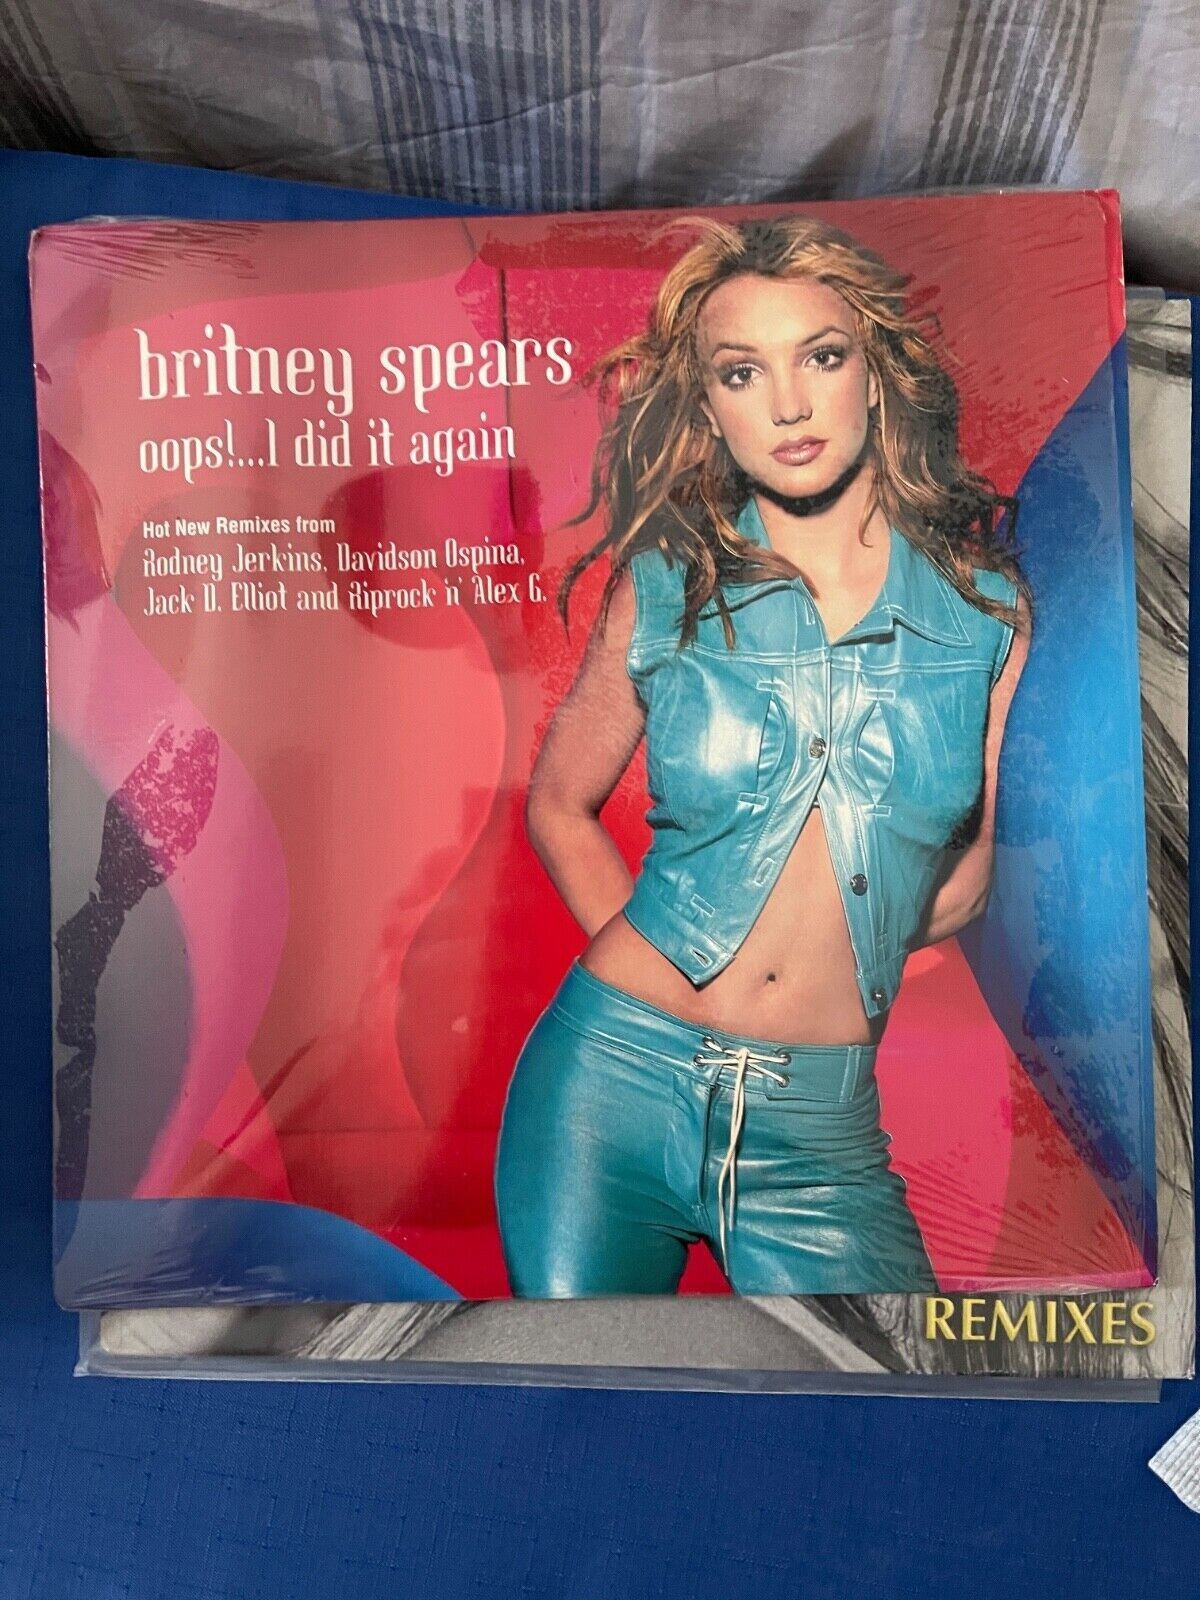 britney spears
oops!...I did it again
Hot New Remixes from
Rodney Jerkins, Davidson Ospina,
Jack D. Elliot and Riprock 'n' Alex G.
REMIXES